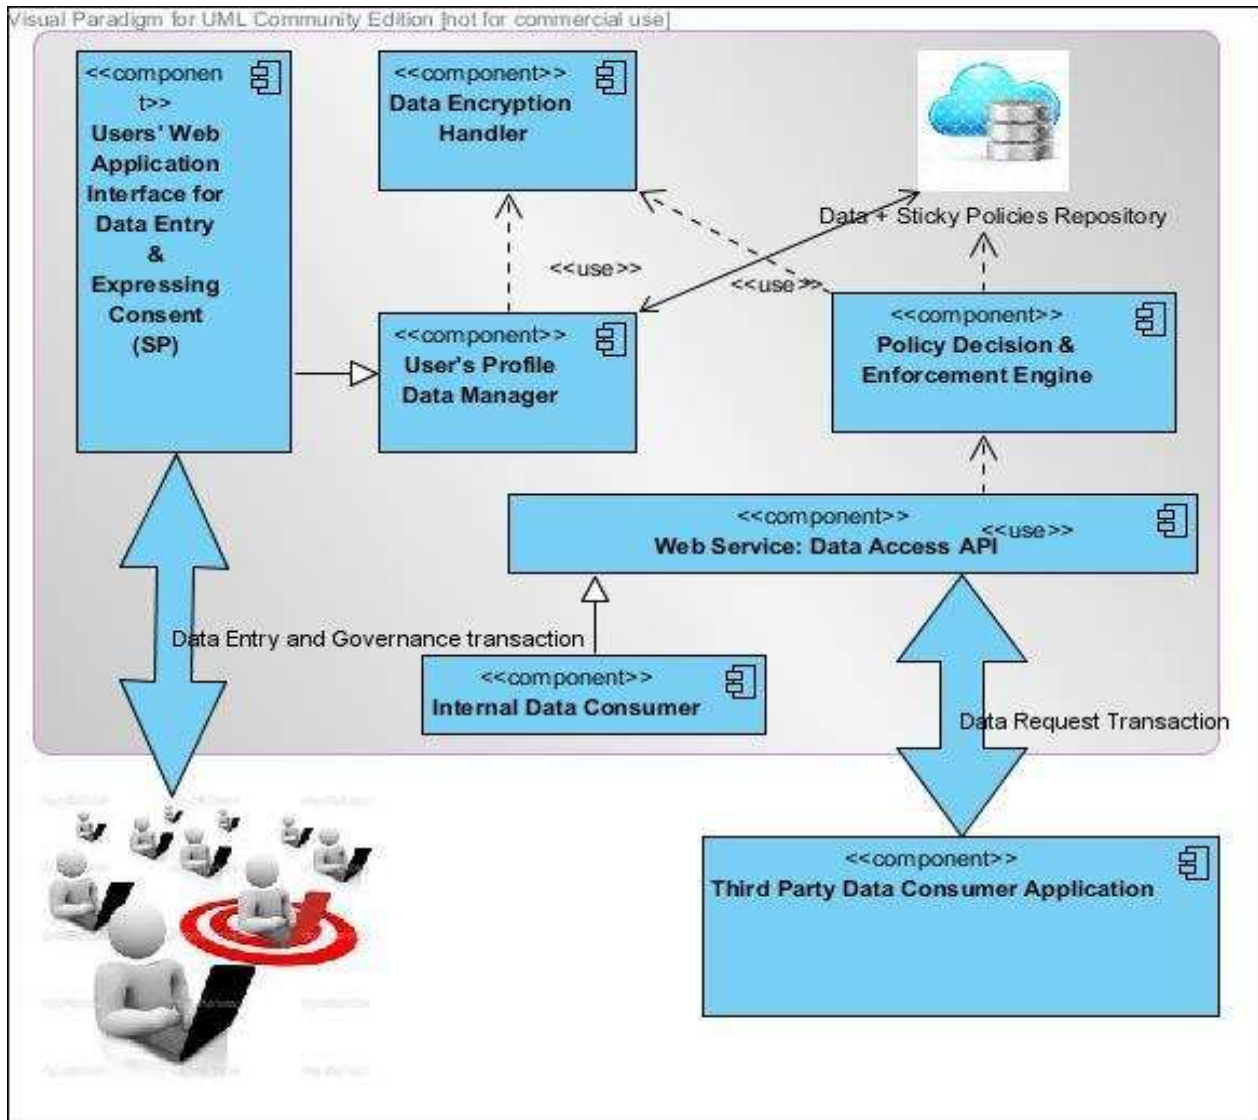 Visual Paradigm for UML Community Edition [not for commercial use]
<<componen
t>>
Users' Web
Application
Interface for
Data Entry
&
Expressing
Consent
(SP)
<<component>>
Data Encryption
Handler
Data + Sticky Policies Repository
<<use>>
<<use>>
<<component>>
User's Profile
Data Manager
<<component>>
Policy Decision &
Enforcement Engine
<<component>>
Web Service: Data Access API
<<use>>
Data Entry and Governance transaction
<<component>>
Internal Data Consumer
Data Request Transaction
<<component>>
Third Party Data Consumer Application